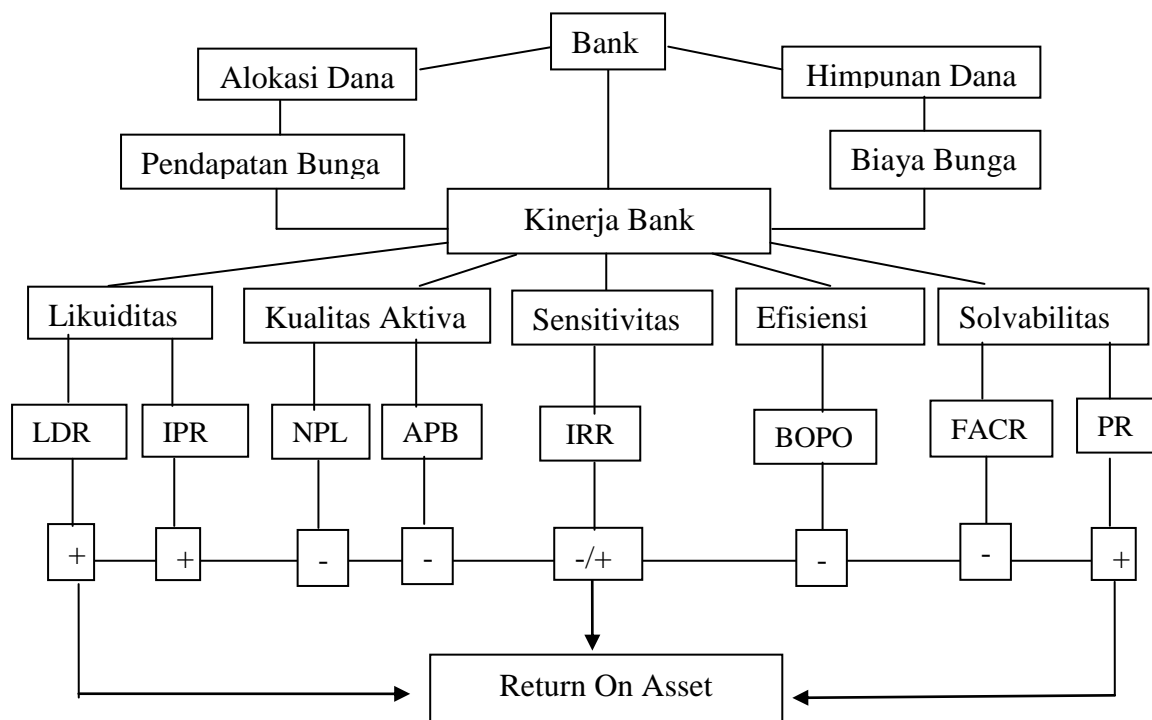 Bank
Alokasi Dana
Himpunan Dana
Pendapatan Bunga
Biaya Bunga
Kinerja Bank
Likuiditas
Kualitas Aktiva
Sensitivitas
Efisiensi
Solvabilitas
LDR
IPR
NPL
APB
IRR
BOPO
FACR
PR
+
+
-
-
-/+
-
-
+
Return On Asset